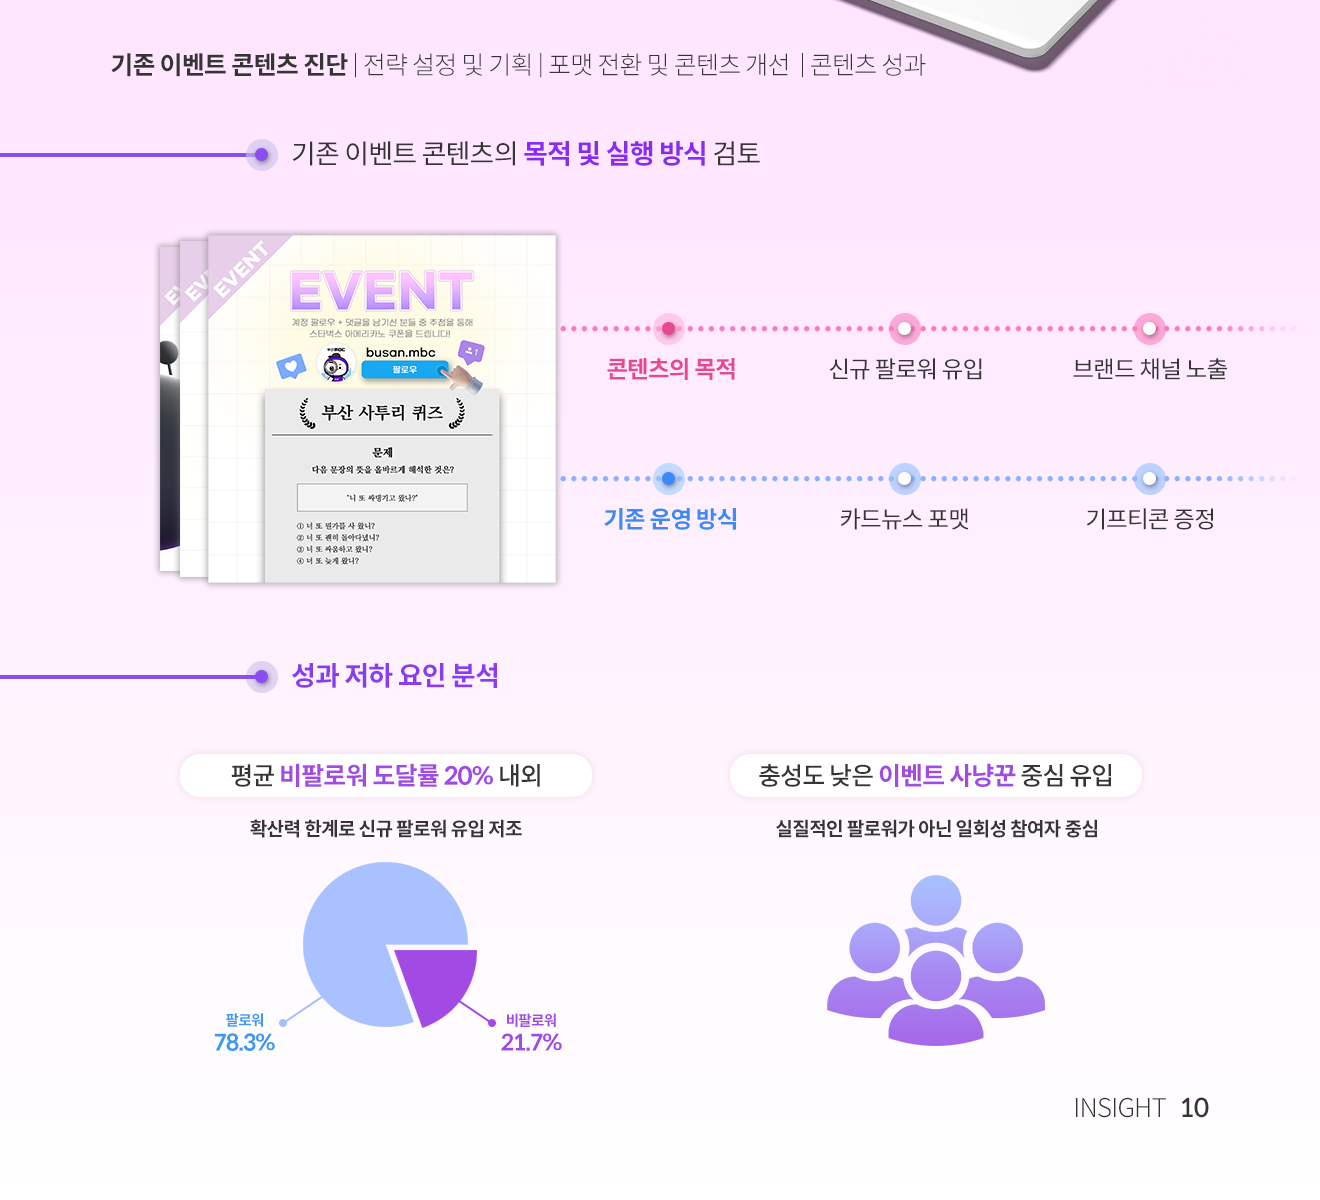 기존 이벤트 콘텐츠 진단 | 전략 설정 및 기획 | 포맷 전환 및 콘텐츠 개선 | 콘텐츠 성과
기존 이벤트 콘텐츠의 목적 및 실행 방식 검토
EVENT
EVENT
계정 팔로우 + 댓글을 남기신 분들 중 추첨을 통해
스타벅스 아메리카노 쿠폰을 드립니다!
부산MBC
busan.mbc
팔로우
1
부산 사투리 퀴즈
문제
다음 문장의 뜻을 올바르게 해석한 것은?
"니 또 싸댕기고 왔나?"
① 너 또 뭔가를 사 왔니?
② 너 또 괜히 돌아다녔니?
③ 너 또 싸움하고 왔니?
④ 너 또 늦게 왔니?
콘텐츠의 목적
신규 팔로워 유입
브랜드 채널 노출
기존 운영 방식
카드뉴스 포맷
기프티콘 증정
성과 저하 요인 분석
평균 비팔로워 도달률 20% 내외
확산력 한계로 신규 팔로워 유입 저조
팔로워
78.3%
비팔로워
21.7%
충성도 낮은 이벤트 사냥꾼 중심 유입
실질적인 팔로워가 아닌 일회성 참여자 중심
INSIGHT 10